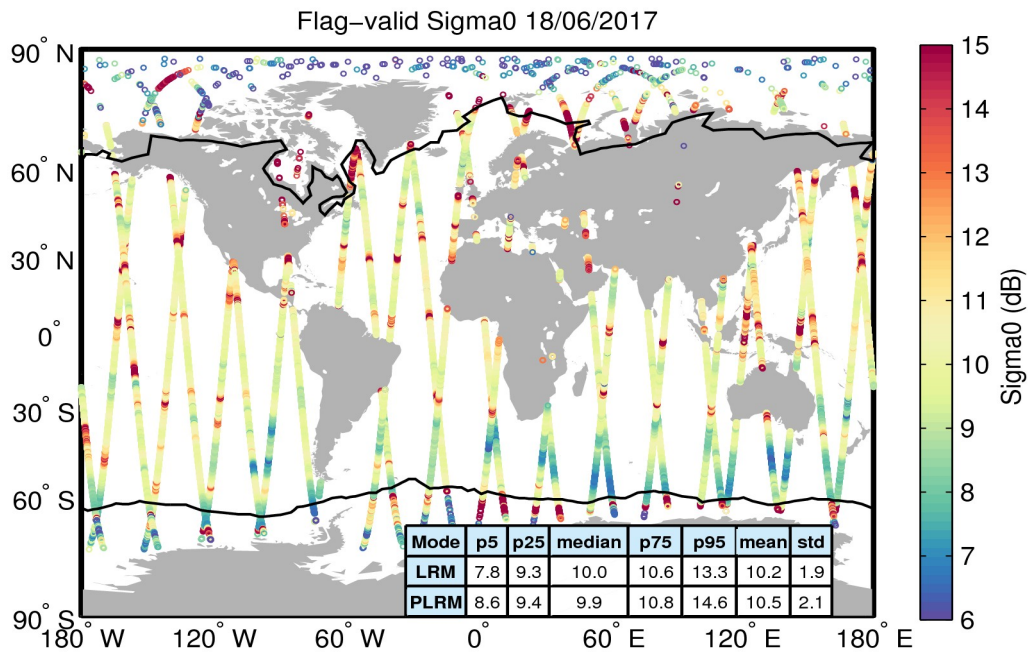 Flag−valid Sigma0 18/06/2017
90° N
60° N
30° N
0°
30° S
60° S
90° S
180° W
120° W
60° W
0°
60° E
120° E
180° E
15
14
13
12
11
10
9
8
7
6
Sigma0 (dB)
Mode p5 p25 median p75 p95 mean std
LRM 7.8 9.3 10.0 10.6 13.3 10.2 1.9
PLRM 8.6 9.4 9.9 10.8 14.6 10.5 2.1